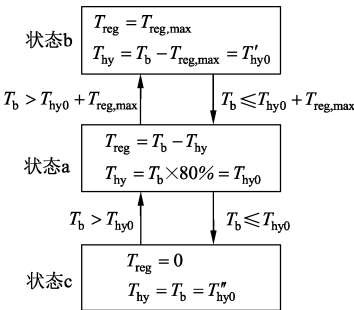 状态b
T_reg = T_reg,max
T_hy = T_b − T_reg,max = T′_hy0
T_b > T_hy0 + T_reg,max
T_b ⩽ T_hy0 + T_reg,max
状态a
T_reg = T_b − T_hy
T_hy = T_b × 80% = T_hy0
T_b > T_hy0
T_b ⩽ T_hy0
状态c
T_reg = 0
T_hy = T_b = T″_hy0